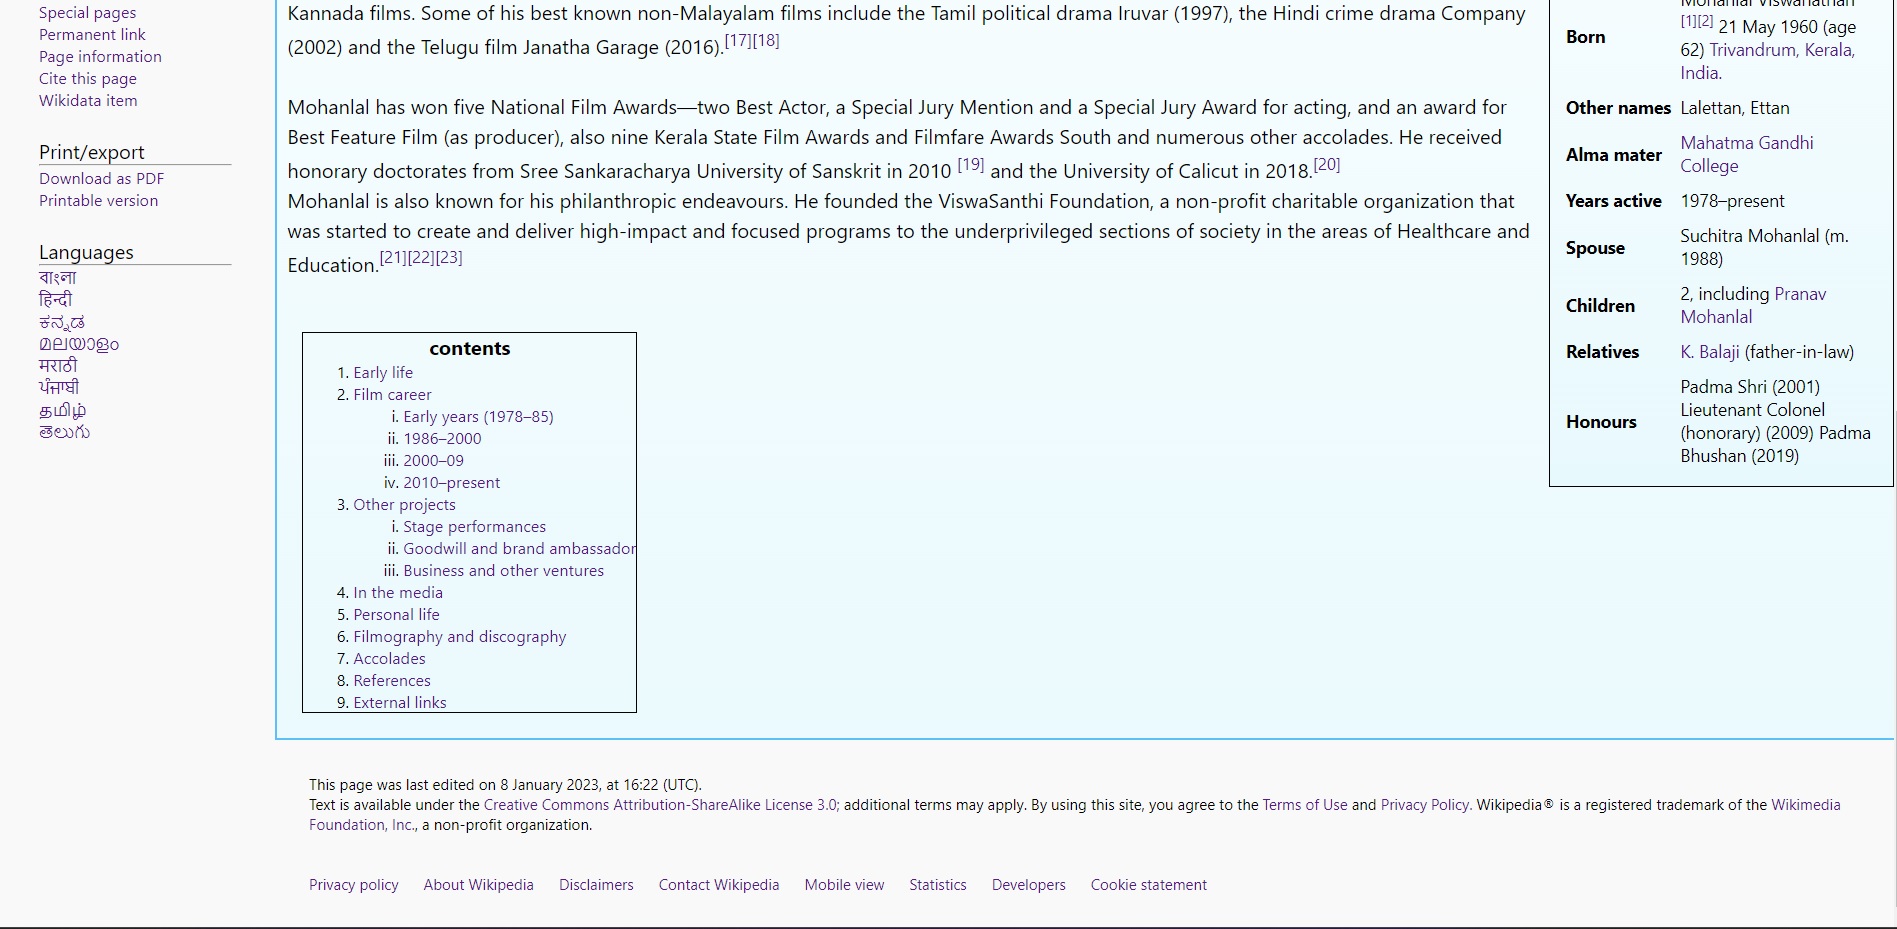 Special pages
Permanent link
Page information
Cite this page
Wikidata item
Print/export
Download as PDF
Printable version
Languages
বাংলা
हिन्दी
ಕನ್ನಡ
മലയാളം
मराठी
ਪੰਜਾਬੀ
தமிழ்
తెలుగు
Kannada films. Some of his best known non-Malayalam films include the Tamil political drama Iruvar (1997), the Hindi crime drama Company
(2002) and the Telugu film Janatha Garage (2016).[17][18]
Mohanlal has won five National Film Awards—two Best Actor, a Special Jury Mention and a Special Jury Award for acting, and an award for
Best Feature Film (as producer), also nine Kerala State Film Awards and Filmfare Awards South and numerous other accolades. He received
honorary doctorates from Sree Sankaracharya University of Sanskrit in 2010 [19] and the University of Calicut in 2018.[20]
Mohanlal is also known for his philanthropic endeavours. He founded the ViswaSanthi Foundation, a non-profit charitable organization that
was started to create and deliver high-impact and focused programs to the underprivileged sections of society in the areas of Healthcare and
Education.[21][22][23]
contents
1. Early life
2. Film career
i. Early years (1978–85)
ii. 1986–2000
iii. 2000–09
iv. 2010–present
3. Other projects
i. Stage performances
ii. Goodwill and brand ambassador
iii. Business and other ventures
4. In the media
5. Personal life
6. Filmography and discography
7. Accolades
8. References
9. External links
Mohanlal Viswanathan
Born [1][2] 21 May 1960 (age
62) Trivandrum, Kerala,
India.
Other names Lalettan, Ettan
Alma mater Mahatma Gandhi
College
Years active 1978–present
Spouse Suchitra Mohanlal (m.
1988)
Children 2, including Pranav
Mohanlal
Relatives K. Balaji (father-in-law)
Honours Padma Shri (2001)
Lieutenant Colonel
(honorary) (2009) Padma
Bhushan (2019)
This page was last edited on 8 January 2023, at 16:22 (UTC).
Text is available under the Creative Commons Attribution-ShareAlike License 3.0; additional terms may apply. By using this site, you agree to the Terms of Use and Privacy Policy. Wikipedia® is a registered trademark of the Wikimedia
Foundation, Inc., a non-profit organization.
Privacy policy About Wikipedia Disclaimers Contact Wikipedia Mobile view Statistics Developers Cookie statement